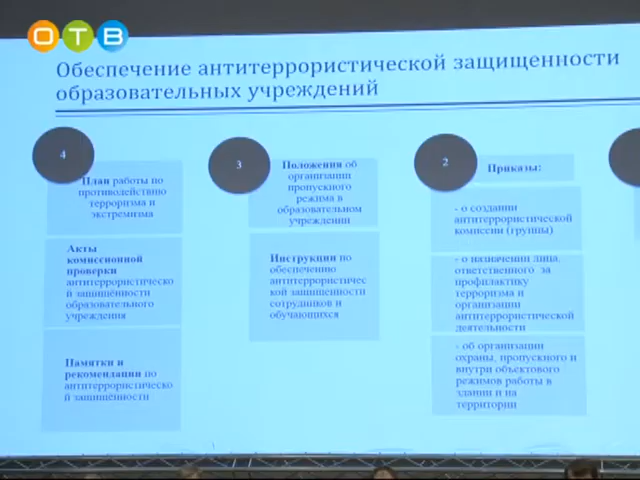 ОТВ
Обеспечение антитеррористической защищенности
образовательных учреждений
4
План работы по
противодействию
терроризма и
экстремизма
Акты
комиссионной
проверки
антитеррористическо
й защищённости
образовательного
учреждения
Памятки и
рекомендации по
антитеррористическо
й защищённости
3
Положения об
организации
пропускного
режима в
образовательном
учреждении
Инструкции по
обеспечению
антитеррористичес
кой защищенности
сотрудников и
обучающихся
2
Приказы:
- о создании
антитеррористической
комиссии (группы)
- о назначении лица,
ответственного за
профилактику
терроризма и
организации
антитеррористической
деятельности
- об организации
охраны, пропускного и
внутри объектового
режимов работы в
здании и на
территории